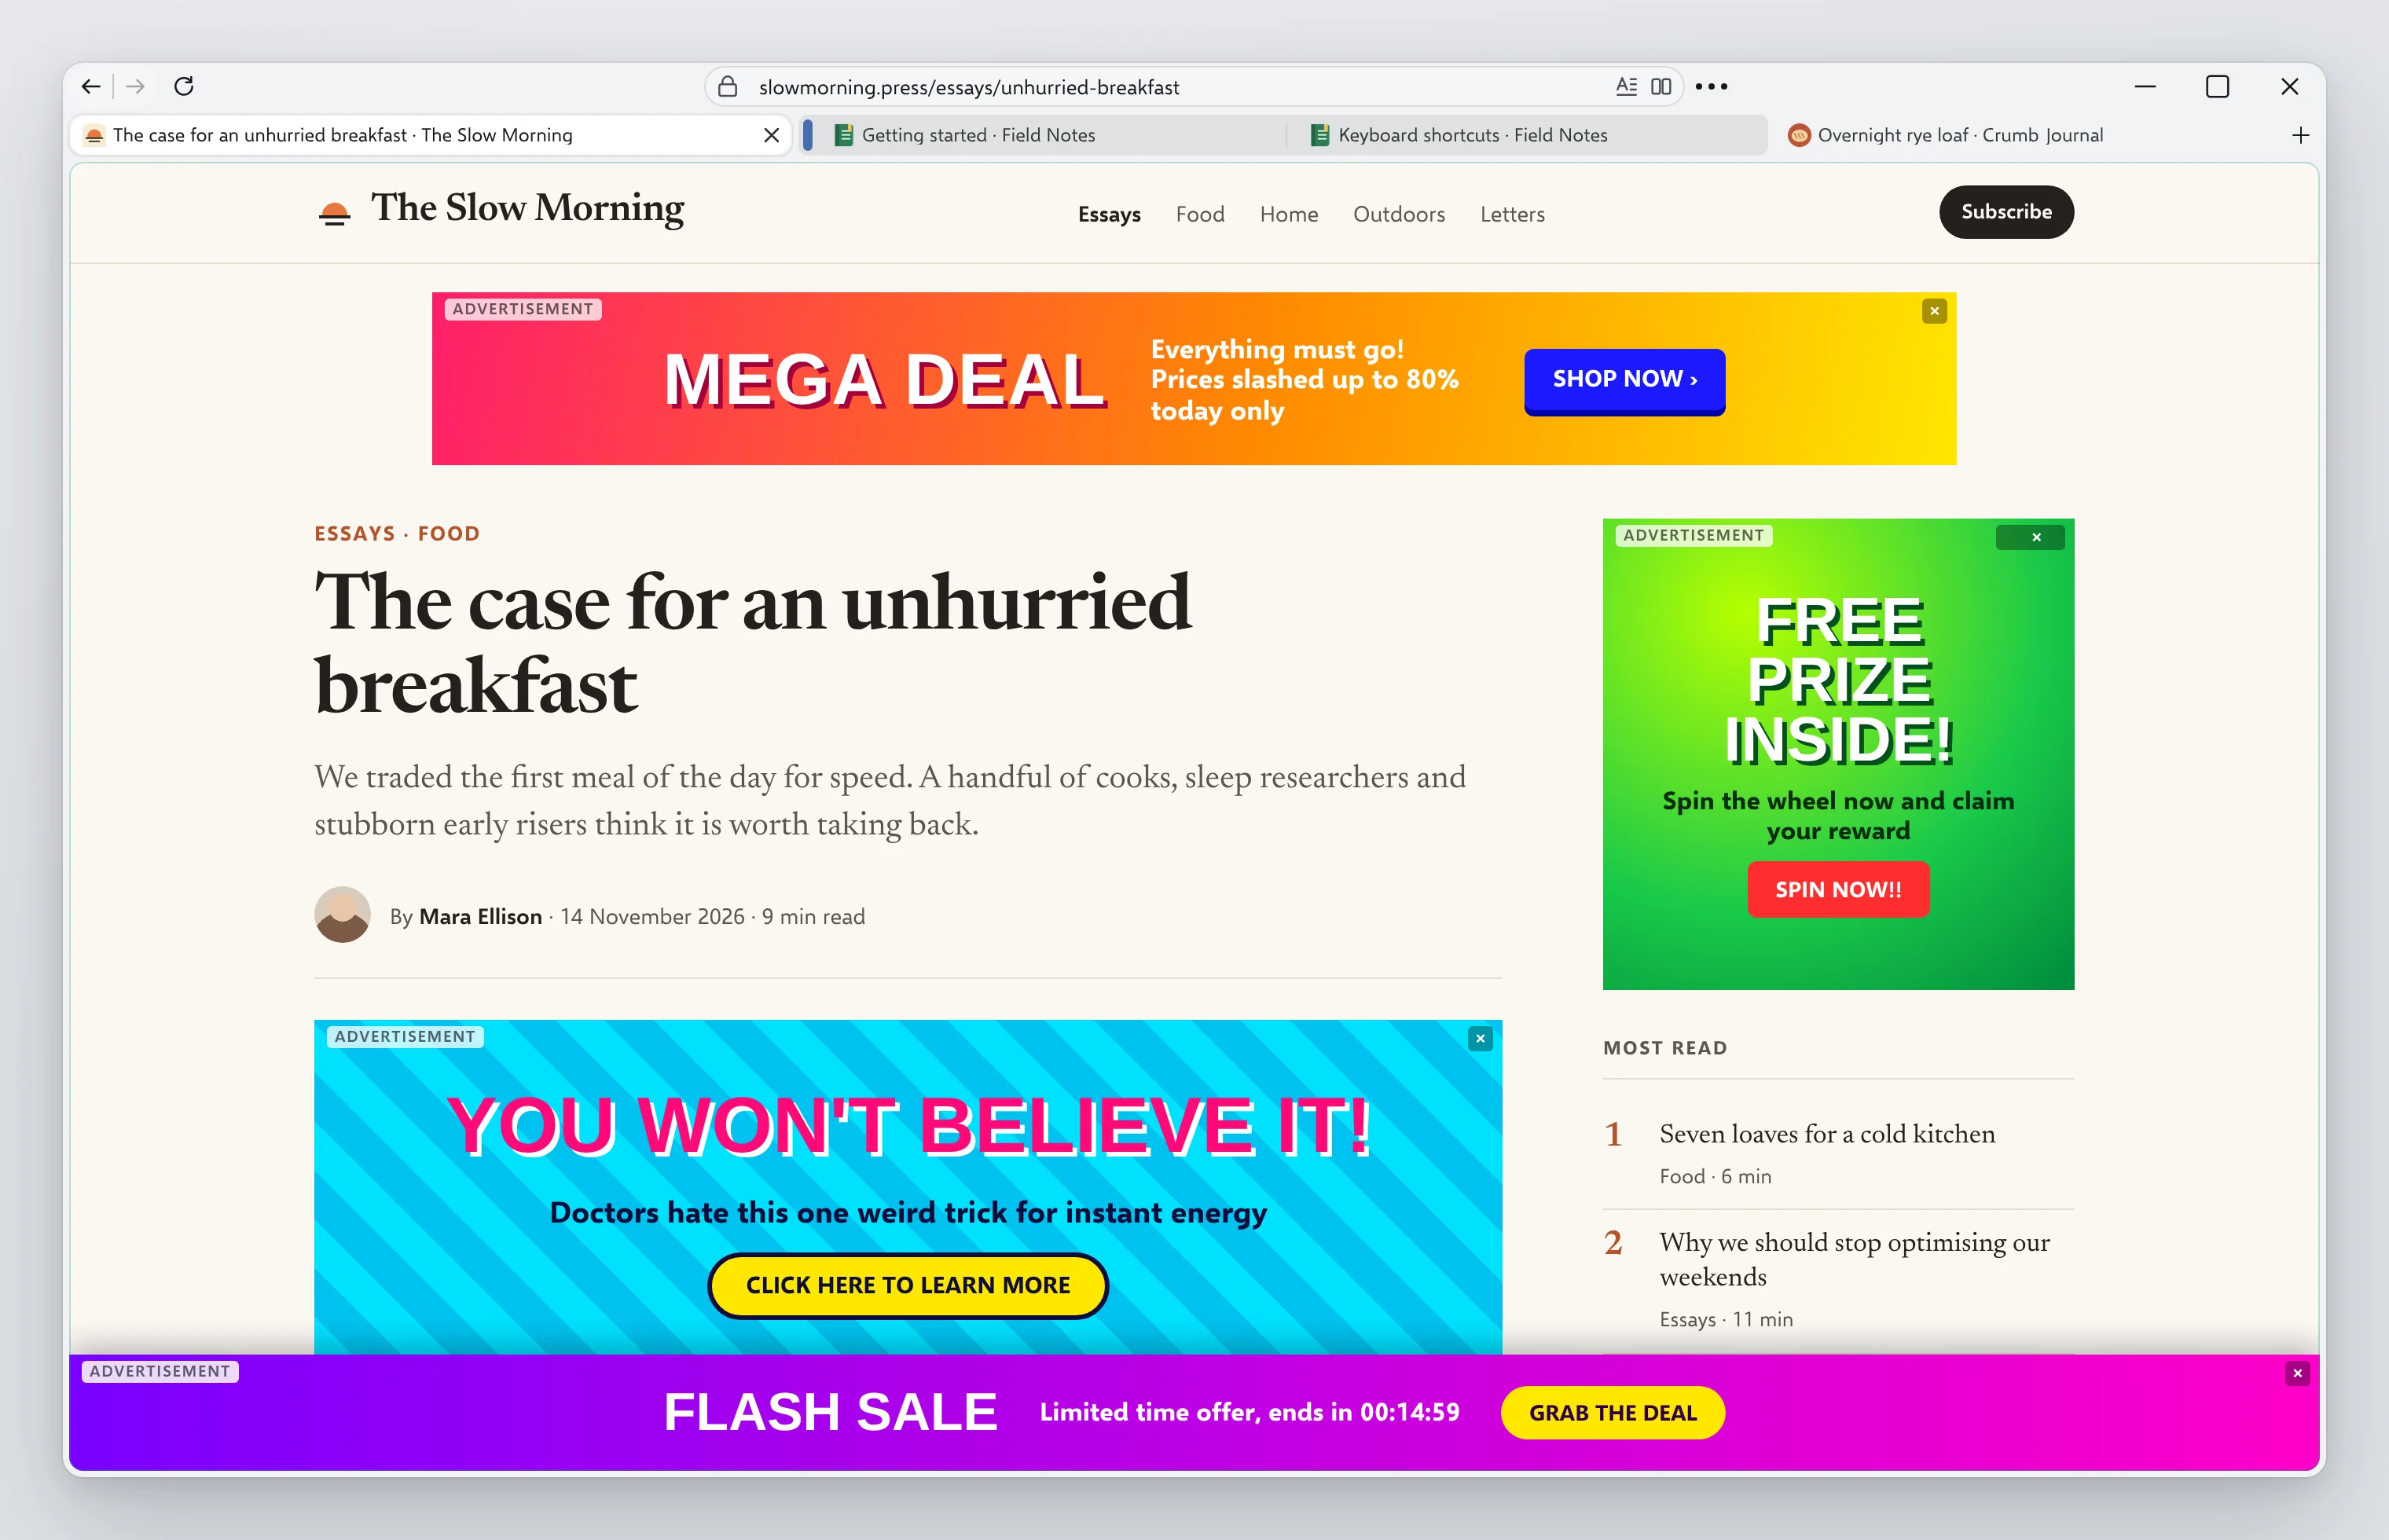 slowmorning.press/essays/unhurried-breakfast
The case for an unhurried breakfast · The Slow Morning
Getting started · Field Notes
Keyboard shortcuts · Field Notes
Overnight rye loaf · Crumb Journal
The Slow Morning
Essays
Food
Home
Outdoors
Letters
Subscribe
ADVERTISEMENT
MEGA DEAL
Everything must go!
Prices slashed up to 80%
today only
SHOP NOW ›
ESSAYS · FOOD
The case for an unhurried
breakfast
We traded the first meal of the day for speed. A handful of cooks, sleep researchers and
stubborn early risers think it is worth taking back.
By Mara Ellison · 14 November 2026 · 9 min read
ADVERTISEMENT
YOU WON'T BELIEVE IT!
Doctors hate this one weird trick for instant energy
CLICK HERE TO LEARN MORE
ADVERTISEMENT
FREE
PRIZE
INSIDE!
Spin the wheel now and claim
your reward
SPIN NOW!!
MOST READ
1
Seven loaves for a cold kitchen
Food · 6 min
2
Why we should stop optimising our
weekends
Essays · 11 min
ADVERTISEMENT
FLASH SALE
Limited time offer, ends in 00:14:59
GRAB THE DEAL